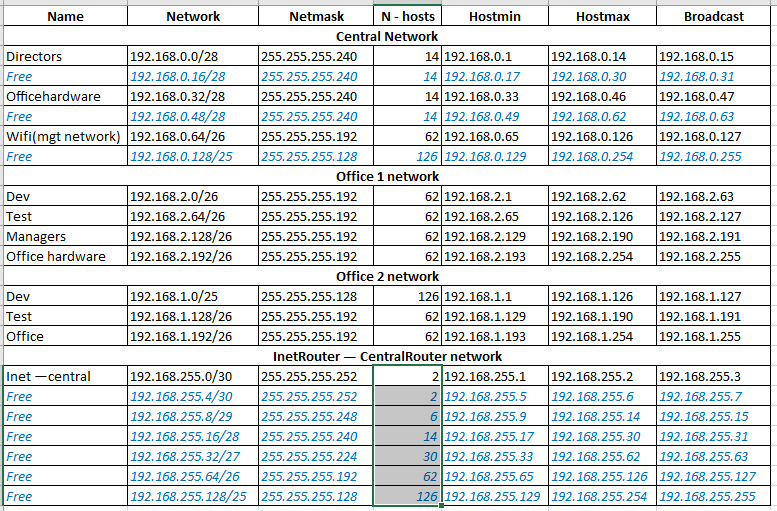 Name Network Netmask N - hosts Hostmin Hostmax Broadcast
Central Network
Directors 192.168.0.0/28 255.255.255.240 14 192.168.0.1 192.168.0.14 192.168.0.15
Free 192.168.0.16/28 255.255.255.240 14 192.168.0.17 192.168.0.30 192.168.0.31
Officehardware 192.168.0.32/28 255.255.255.240 14 192.168.0.33 192.168.0.46 192.168.0.47
Free 192.168.0.48/28 255.255.255.240 14 192.168.0.49 192.168.0.62 192.168.0.63
Wifi(mgt network) 192.168.0.64/26 255.255.255.192 62 192.168.0.65 192.168.0.126 192.168.0.127
Free 192.168.0.128/25 255.255.255.128 126 192.168.0.129 192.168.0.254 192.168.0.255
Office 1 network
Dev 192.168.2.0/26 255.255.255.192 62 192.168.2.1 192.168.2.62 192.168.2.63
Test 192.168.2.64/26 255.255.255.192 62 192.168.2.65 192.168.2.126 192.168.2.127
Managers 192.168.2.128/26 255.255.255.192 62 192.168.2.129 192.168.2.190 192.168.2.191
Office hardware 192.168.2.192/26 255.255.255.192 62 192.168.2.193 192.168.2.254 192.168.2.255
Office 2 network
Dev 192.168.1.0/25 255.255.255.128 126 192.168.1.1 192.168.1.126 192.168.1.127
Test 192.168.1.128/26 255.255.255.192 62 192.168.1.129 192.168.1.190 192.168.1.191
Office 192.168.1.192/26 255.255.255.192 62 192.168.1.193 192.168.1.254 192.168.1.255
InetRouter — CentralRouter network
Inet —central 192.168.255.0/30 255.255.255.252 2 192.168.255.1 192.168.255.2 192.168.255.3
Free 192.168.255.4/30 255.255.255.252 2 192.168.255.5 192.168.255.6 192.168.255.7
Free 192.168.255.8/29 255.255.255.248 6 192.168.255.9 192.168.255.14 192.168.255.15
Free 192.168.255.16/28 255.255.255.240 14 192.168.255.17 192.168.255.30 192.168.255.31
Free 192.168.255.32/27 255.255.255.224 30 192.168.255.33 192.168.255.62 192.168.255.63
Free 192.168.255.64/26 255.255.255.192 62 192.168.255.65 192.168.255.126 192.168.255.127
Free 192.168.255.128/25 255.255.255.128 126 192.168.255.129 192.168.255.254 192.168.255.255